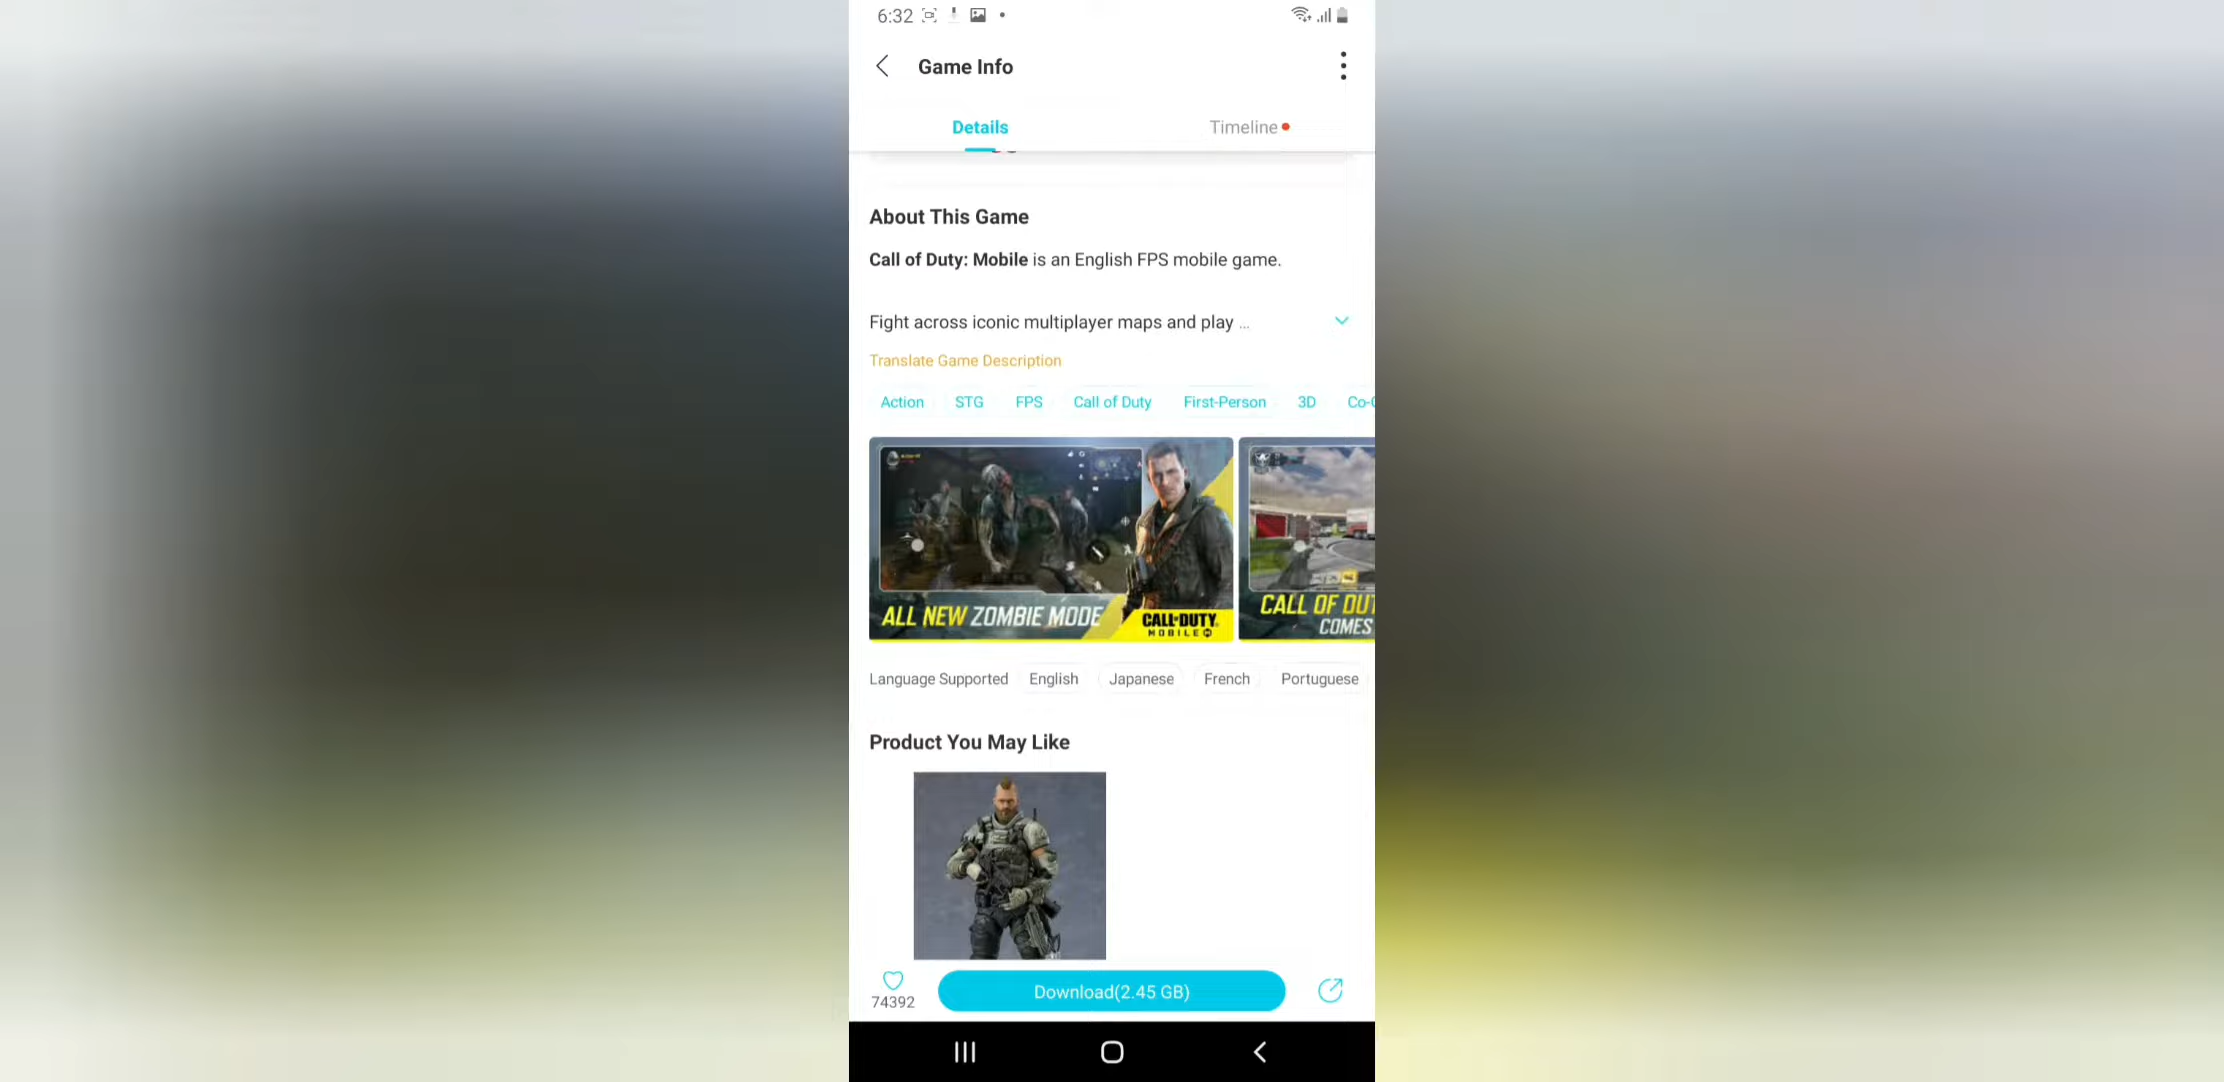 6:32
Game Info
Details
Timeline
About This Game
Call of Duty: Mobile is an English FPS mobile game.
Fight across iconic multiplayer maps and play ...
Translate Game Description
Action STG FPS Call of Duty First-Person 3D Co-
ALL NEW ZOMBIE MODE
CALL OF DUTY
MOBILE
CALL OF DUT
COMES
Language Supported English Japanese French Portuguese
Product You May Like
74392
Download(2.45 GB)